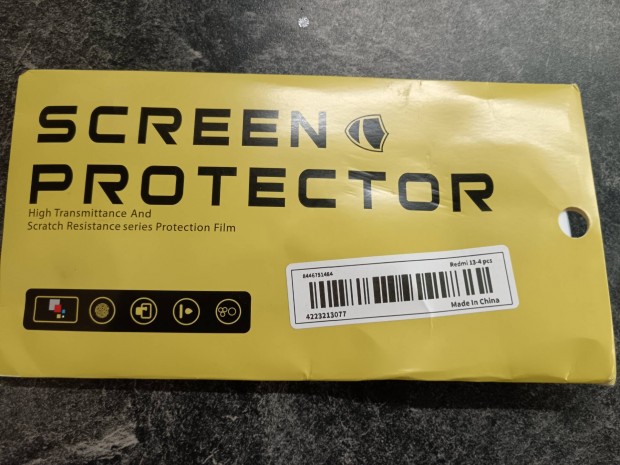 SCREEN
PROTECTOR
High Transmittance And
Scratch Resistance series Protection Film
8446751484
Redmi 13-4 pcs
4223213077
Made In China